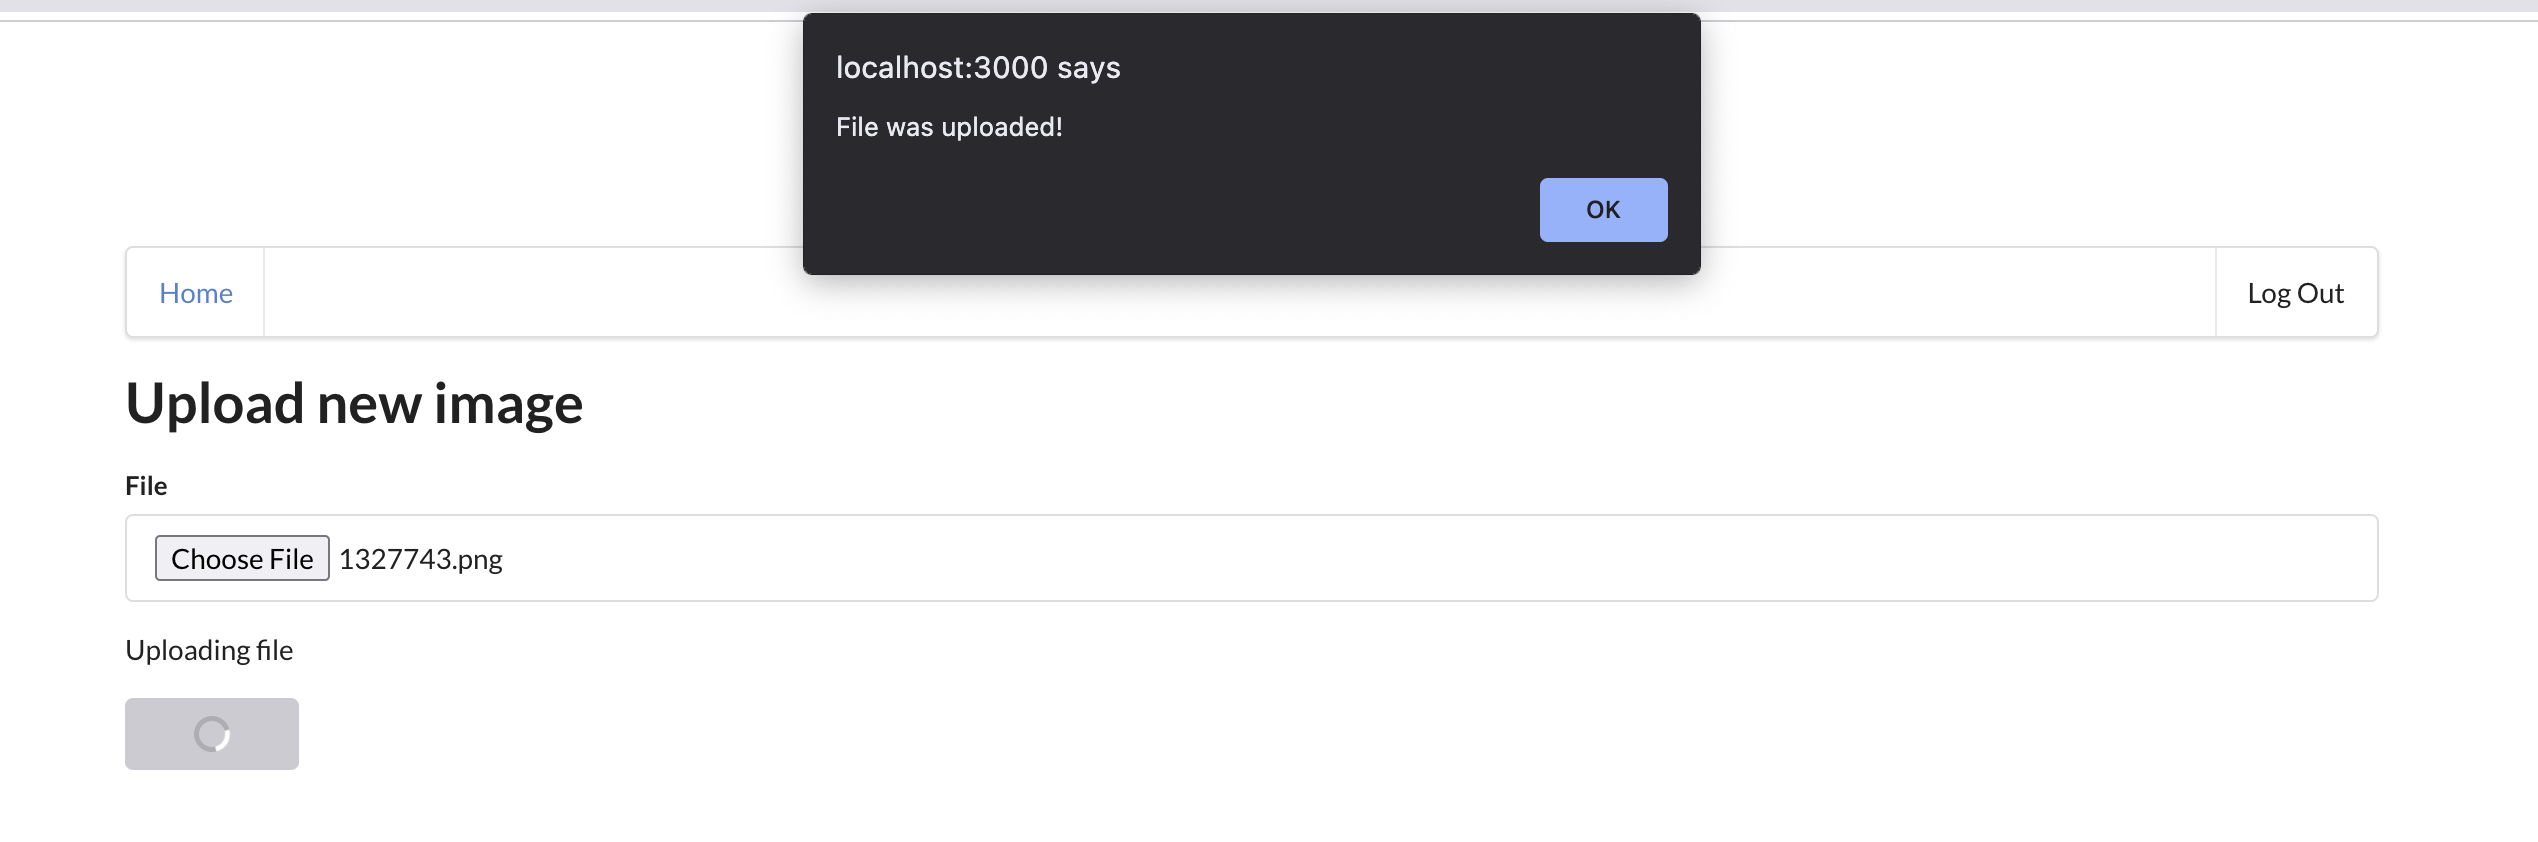 localhost:3000 says
File was uploaded!
OK
Home
Log Out
Upload new image
File
Choose File 1327743.png
Uploading file